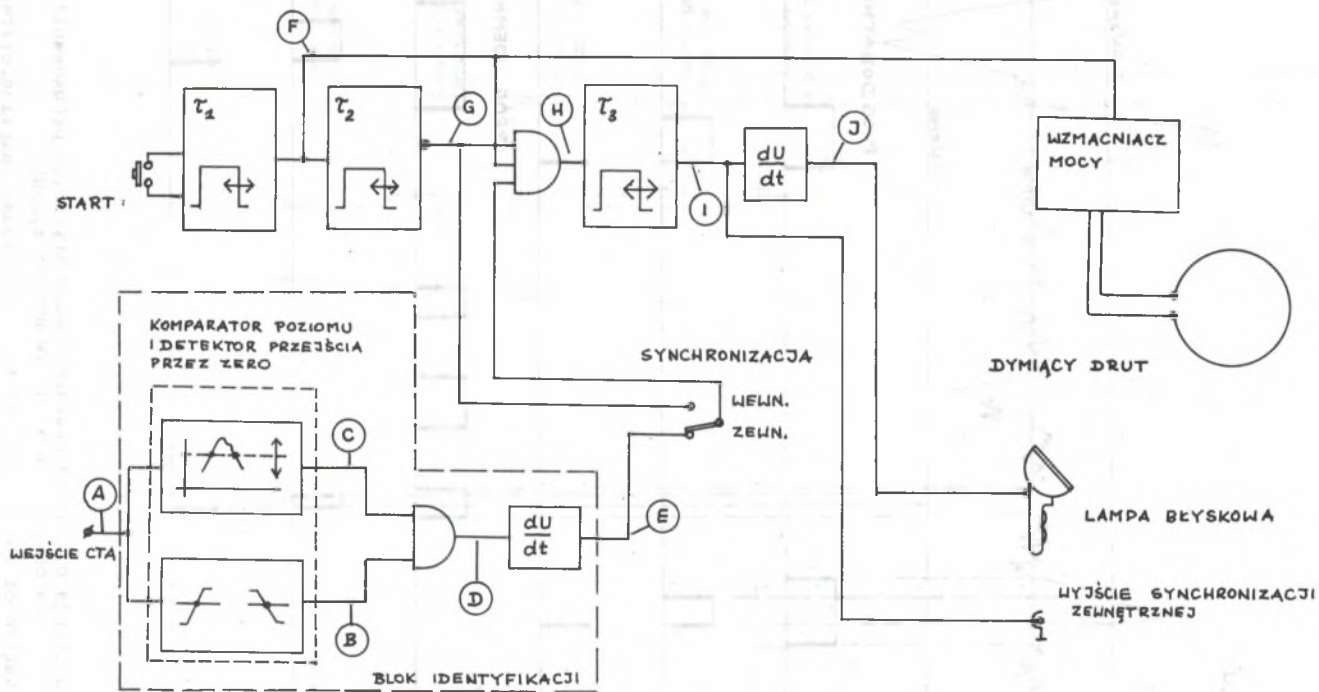 F
τ1
τ2
G
H
τ3
dU
dt
J
I
WZMACNIACZ
MOCY
START :
KOMPARATOR POZIOMU
I DETEKTOR PRZEJŚCIA
PRZEZ ZERO
SYNCHRONIZACJA
WEWN.
ZEWN.
DYMIĄCY DRUT
C
A
WEJŚCIE CTA
B
D
dU
dt
E
LAMPA BŁYSKOWA
WYJŚCIE SYNCHRONIZACJI
ZEWNĘTRZNEJ
BLOK IDENTYFIKACJI